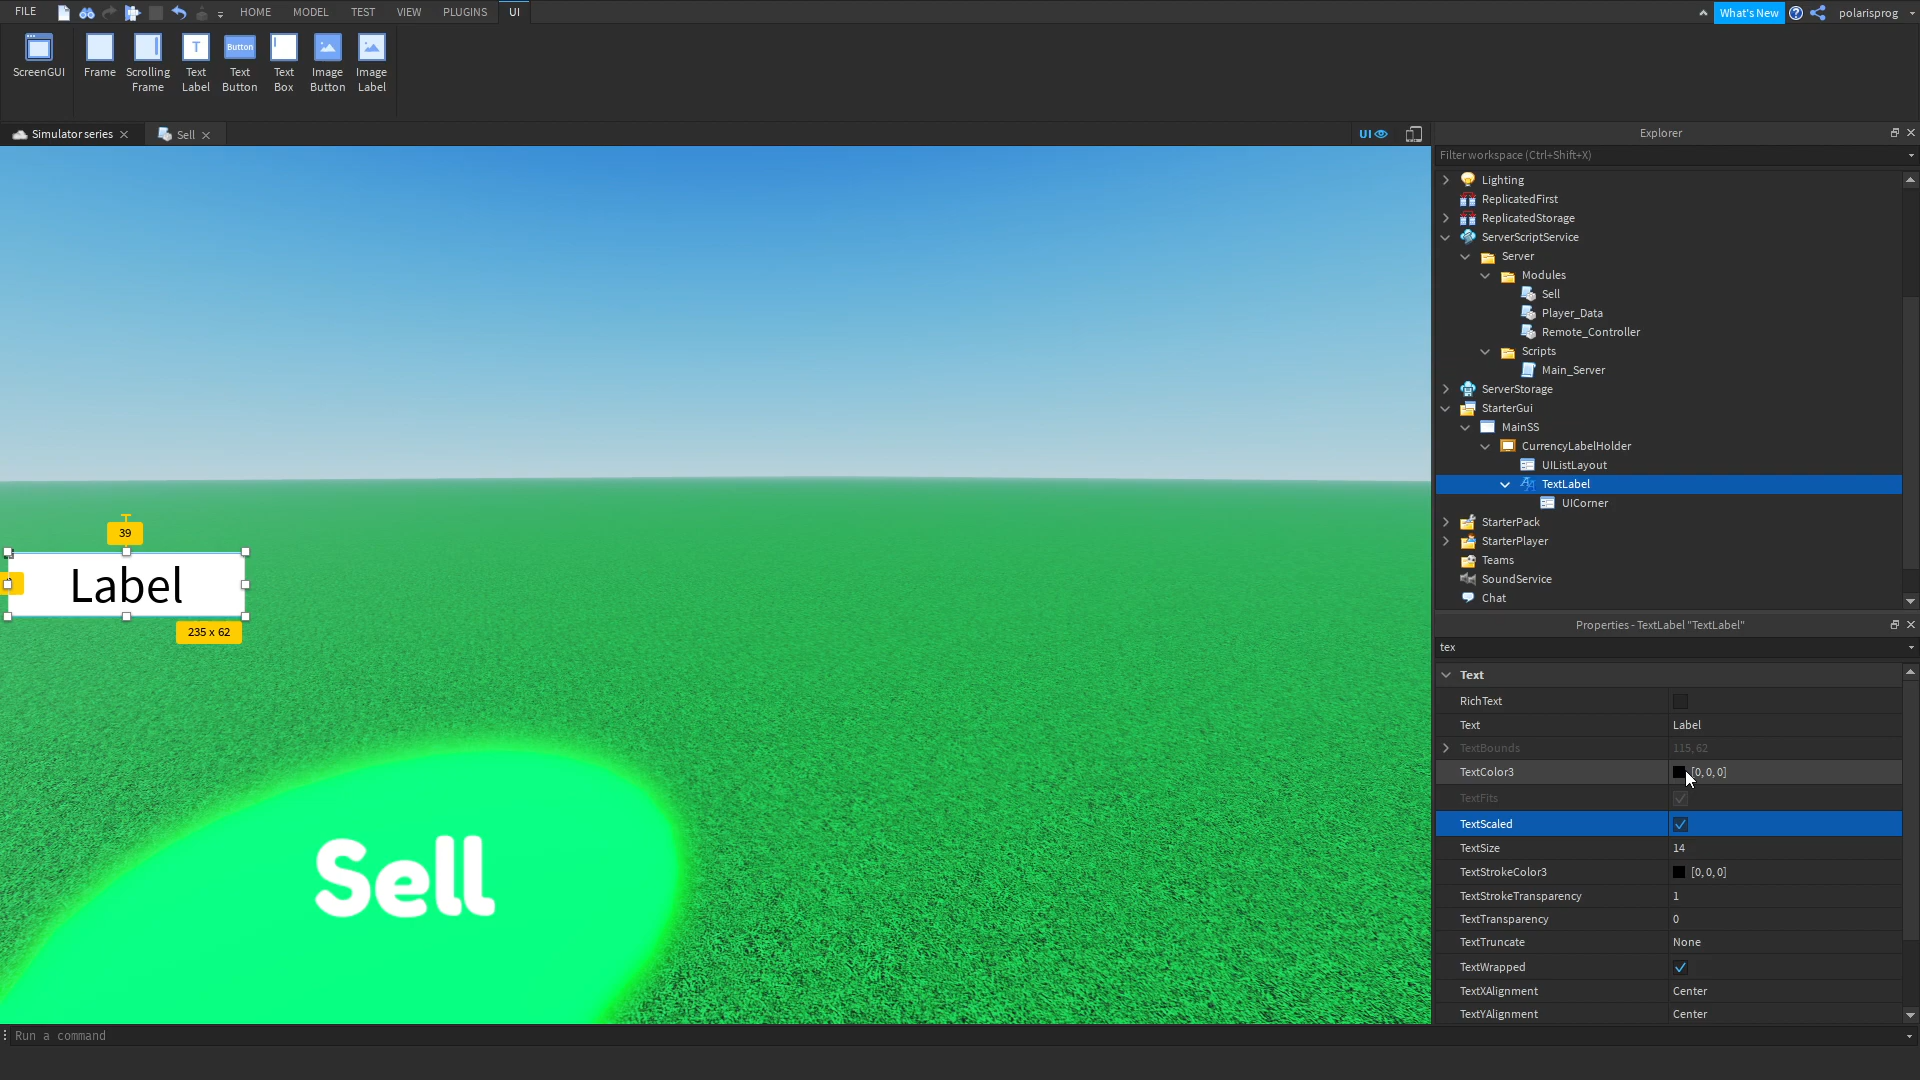 FILE
HOME
MODEL
TEST
VIEW
PLUGINS
UI
What's New
polarisprog
ScreenGUI
Frame
Scrolling
Frame
T
Text
Label
Button
Text
Button
Text
Box
Image
Button
Image
Label
Simulator series
Sell
UI
Explorer
Filter workspace (Ctrl+Shift+X)
Lighting
ReplicatedFirst
ReplicatedStorage
ServerScriptService
Server
Modules
Sell
Player_Data
Remote_Controller
Scripts
Main_Server
ServerStorage
StarterGui
MainSS
CurrencyLabelHolder
UIListLayout
TextLabel
UICorner
StarterPack
StarterPlayer
Teams
SoundService
Chat
39
Label
235 x 62
Sell
Properties - TextLabel "TextLabel"
tex
Text
RichText
Text Label
TextBounds 115, 62
TextColor3 [0, 0, 0]
TextFits
TextScaled
TextSize 14
TextStrokeColor3 [0, 0, 0]
TextStrokeTransparency 1
TextTransparency 0
TextTruncate None
TextWrapped
TextXAlignment Center
TextYAlignment Center
Run a command